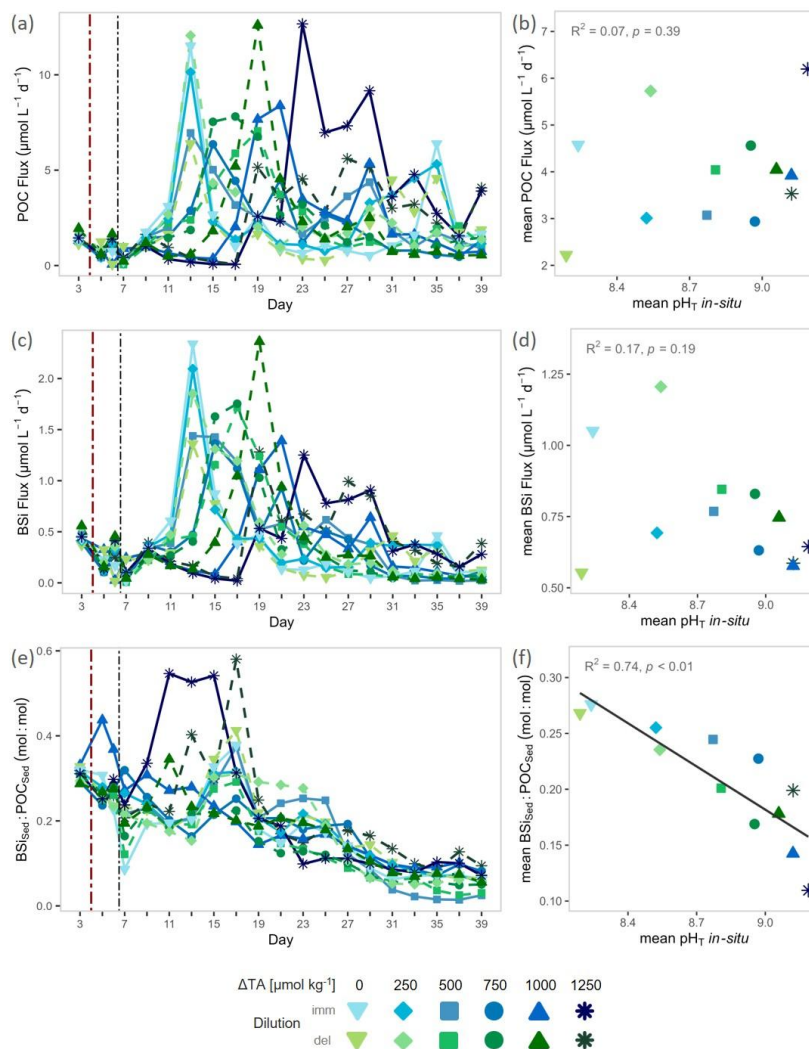 (a)
POC Flux (μmol L⁻¹ d⁻¹)
10
5
0
3 7 11 15 19 23 27 31 35 39
Day
(b)
R² = 0.07, p = 0.39
mean POC Flux (μmol L⁻¹ d⁻¹)
7
6
5
4
3
2
8.4 8.7 9.0
mean pH_T in-situ
(c)
BSi Flux (μmol L⁻¹ d⁻¹)
2.0
1.5
1.0
0.5
0.0
3 7 11 15 19 23 27 31 35 39
Day
(d)
R² = 0.17, p = 0.19
mean BSi Flux (μmol L⁻¹ d⁻¹)
1.25
1.00
0.75
0.50
8.4 8.7 9.0
mean pH_T in-situ
(e)
BSi_Sed : POC_Sed (mol : mol)
0.6
0.4
0.2
0.0
3 7 11 15 19 23 27 31 35 39
Day
(f)
R² = 0.74, p < 0.01
mean BSi_Sed : POC_Sed (mol : mol)
0.30
0.25
0.20
0.15
0.10
8.4 8.7 9.0
mean pH_T in-situ
ΔTA [μmol kg⁻¹] 0 250 500 750 1000 1250
Dilution
imm
del